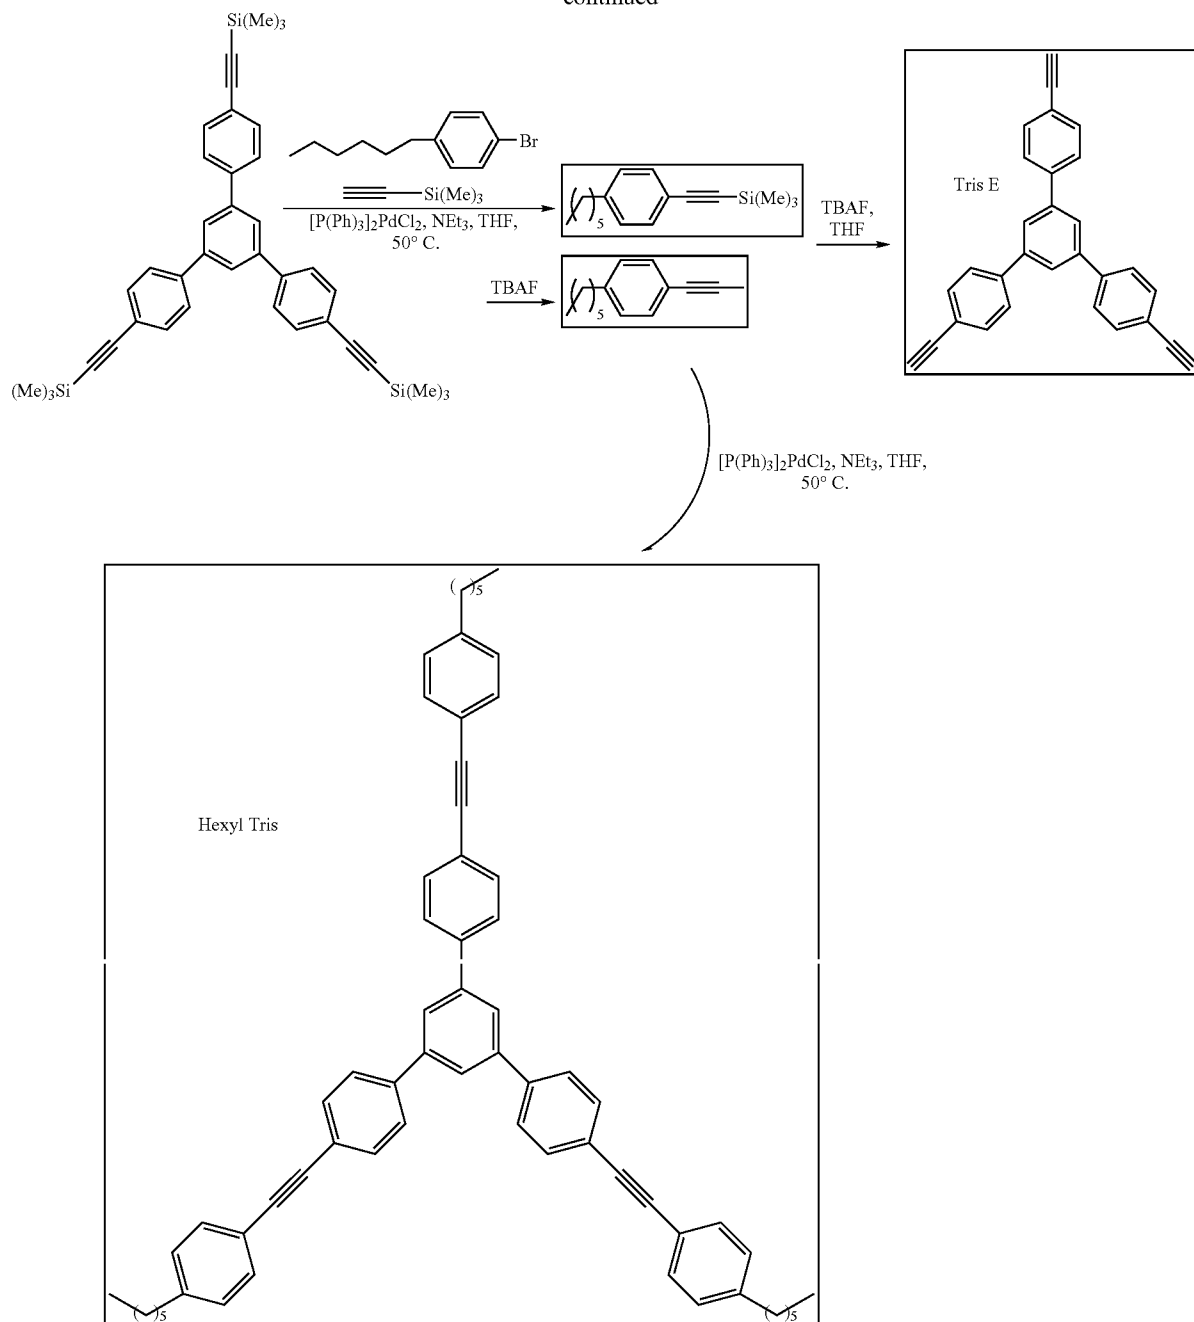 continued
Si(Me)3
Br
Si(Me)3
[P(Ph)3]2PdCl2, NEt3, THF,
50° C.
TBAF
( )5
Si(Me)3
( )5
TBAF,
THF
Tris E
(Me)3Si
Si(Me)3
[P(Ph)3]2PdCl2, NEt3, THF,
50° C.
( )5
Hexyl Tris
( )5
( )5